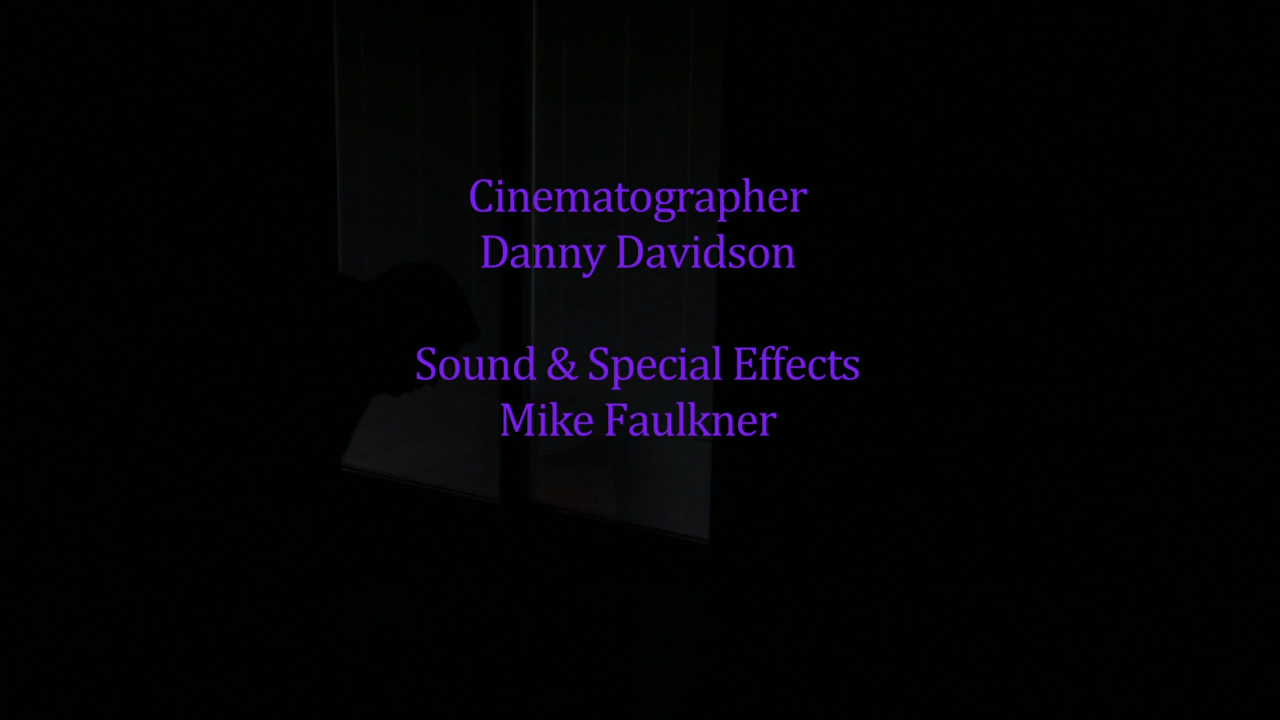 Cinematographer
Danny Davidson
Sound & Special Effects
Mike Faulkner